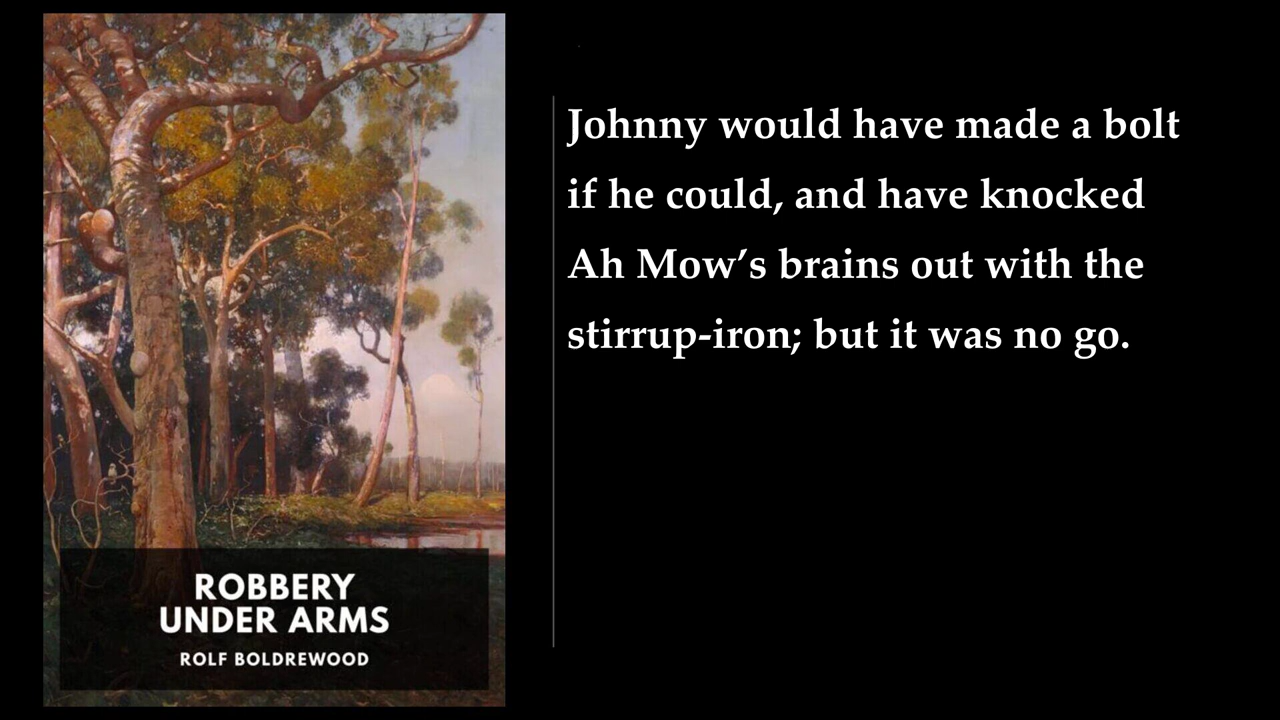 Johnny would have made a bolt
if he could, and have knocked
Ah Mow’s brains out with the
stirrup-iron; but it was no go.
ROBBERY
UNDER ARMS
ROLF BOLDREWOOD